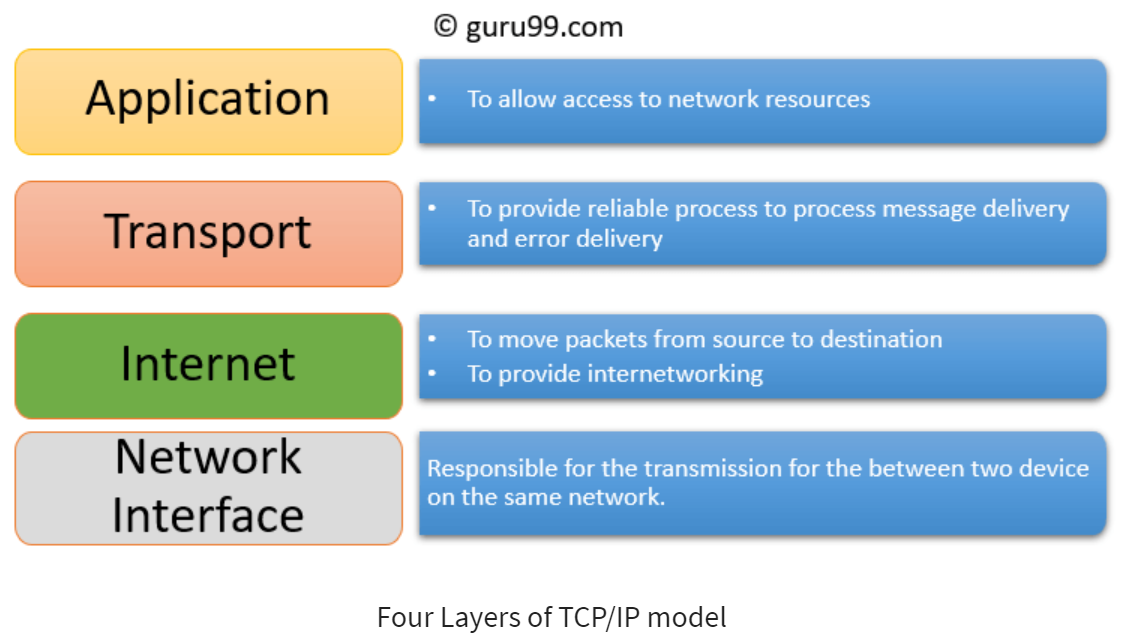 © guru99.com
Application
• To allow access to network resources
Transport
• To provide reliable process to process message delivery
and error delivery
Internet
• To move packets from source to destination
• To provide internetworking
Network
Interface
Responsible for the transmission for the between two device
on the same network.
Four Layers of TCP/IP model